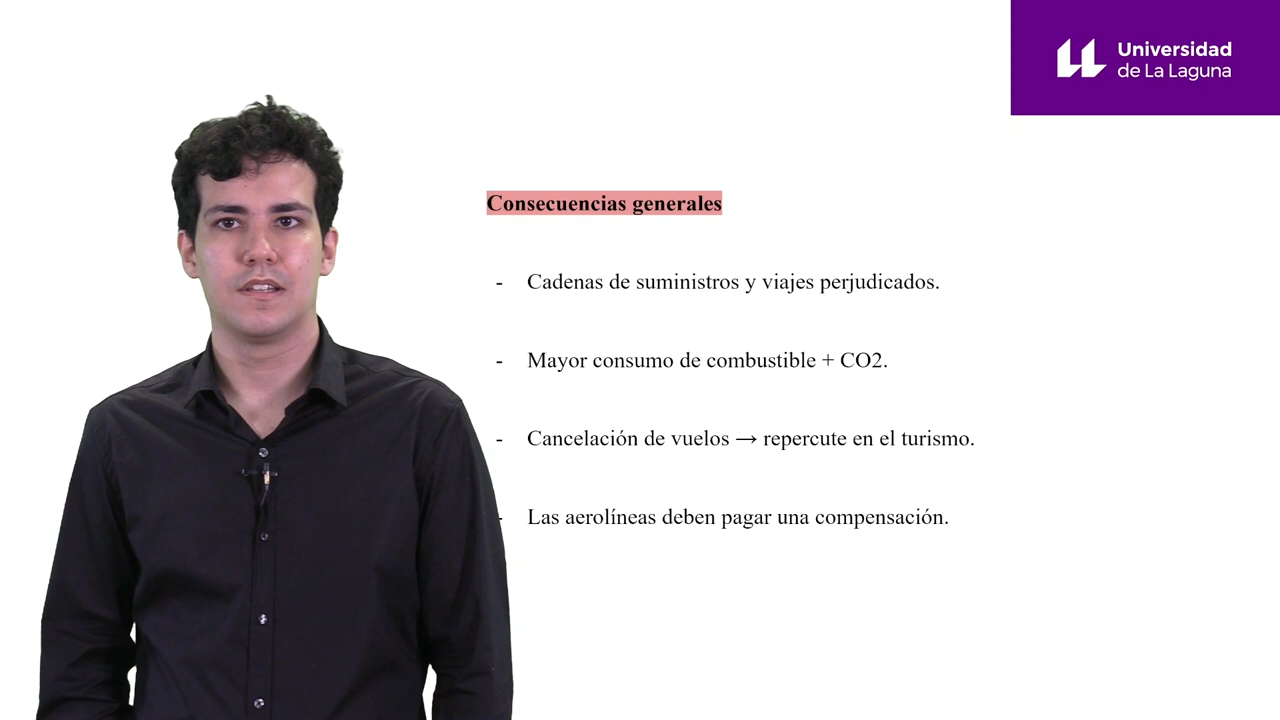 Universidad
de La Laguna
Consecuencias generales
- Cadenas de suministros y viajes perjudicados.
- Mayor consumo de combustible + CO2.
- Cancelación de vuelos → repercute en el turismo.
- Las aerolíneas deben pagar una compensación.